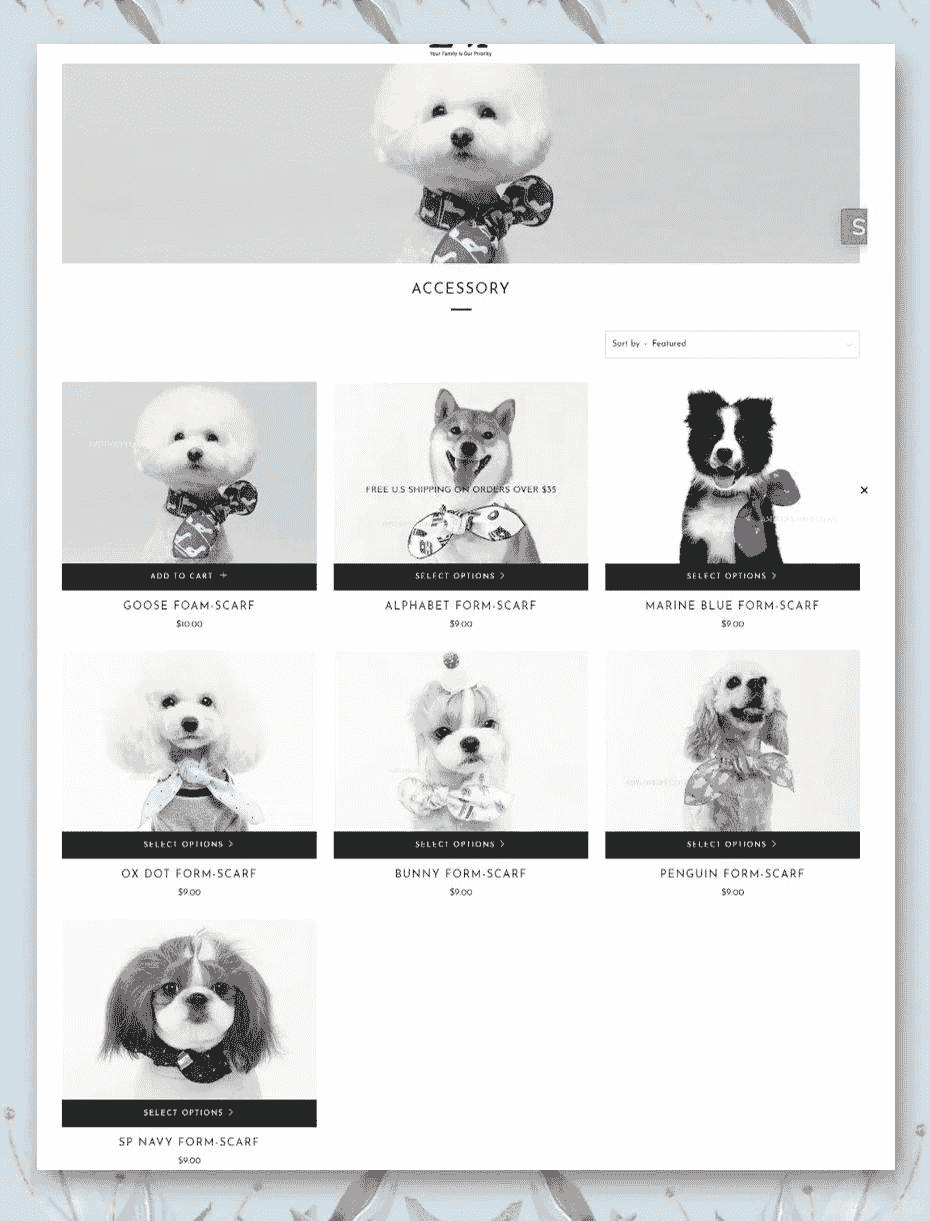 Your Family Is Our Priority
S
ACCESSORY
Sort by - Featured
FREE U.S SHIPPING ON ORDERS OVER $35
×
ADD TO CART +
SELECT OPTIONS >
SELECT OPTIONS >
GOOSE FOAM-SCARF
ALPHABET FORM-SCARF
MARINE BLUE FORM-SCARF
$10.00
$9.00
$9.00
SELECT OPTIONS >
SELECT OPTIONS >
SELECT OPTIONS >
OX DOT FORM-SCARF
BUNNY FORM-SCARF
PENGUIN FORM-SCARF
$9.00
$9.00
$9.00
SELECT OPTIONS >
SP NAVY FORM-SCARF
$9.00